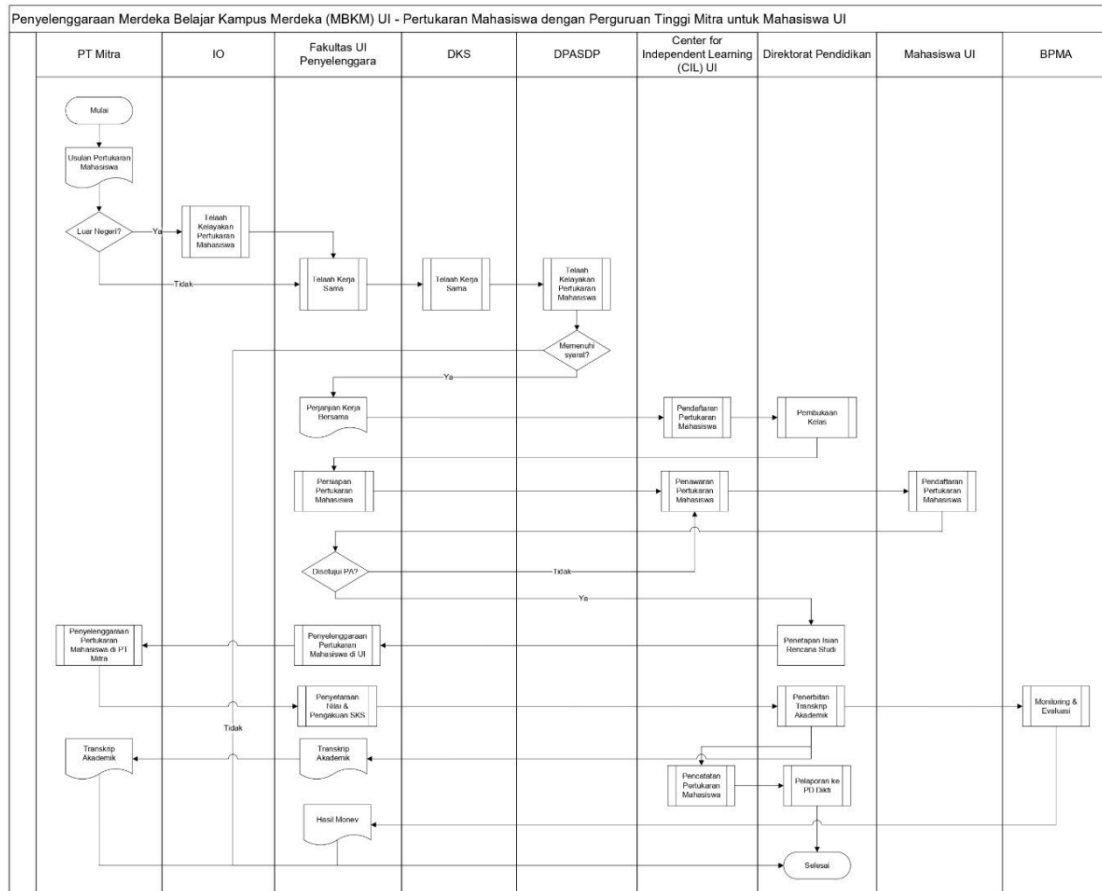 Penyelenggaraan Merdeka Belajar Kampus Merdeka (MBKM) UI - Pertukaran Mahasiswa dengan Perguruan Tinggi Mitra untuk Mahasiswa UI
PT Mitra
IO
Fakultas UI
Penyelenggara
DKS
DPASDP
Center for
Independent Learning
(CIL) UI
Direktorat Pendidikan
Mahasiswa UI
BPMA
Mulai
Usulan Pertukaran
Mahasiswa
Luar Negeri?
Ya
Telaah
Kelayakan
Pertukaran
Mahasiswa
Tidak
Telaah Kerja
Sama
Telaah Kerja
Sama
Telaah
Kelayakan
Pertukaran
Mahasiswa
Memenuhi
syarat?
Ya
Perjanjian Kerja
Bersama
Pendaftaran
Pertukaran
Mahasiswa
Pembukaan
Kelas
Persiapan
Pertukaran
Mahasiswa
Penawaran
Pertukaran
Mahasiswa
Pendaftaran
Pertukaran
Mahasiswa
Disetujui PA?
Tidak
Ya
Penyelenggaraan
Pertukaran
Mahasiswa di PT
Mitra
Penyelenggaraan
Pertukaran
Mahasiswa di UI
Penetapan Isian
Rencana Studi
Penyetaraan
Nilai &
Pengakuan SKS
Penerbitan
Transkrip
Akademik
Monitoring &
Evaluasi
Tidak
Transkrip
Akademik
Transkrip
Akademik
Pencatatan
Pertukaran
Mahasiswa
Pelaporan ke
PD Dikti
Hasil Monev
Selesai